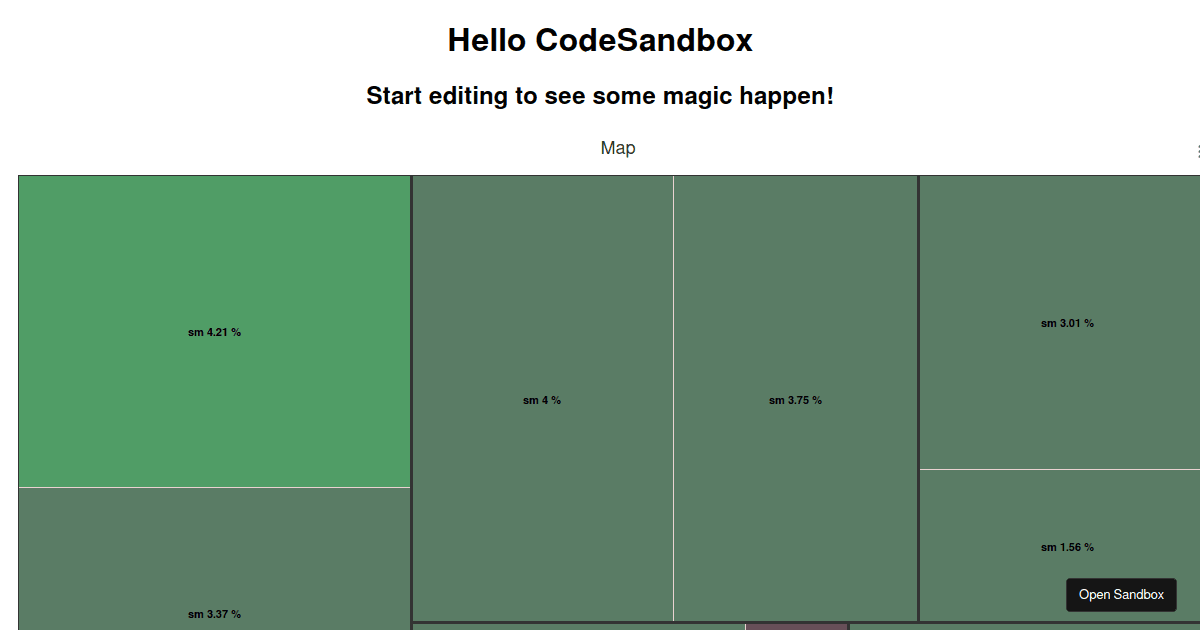 Hello CodeSandbox
Start editing to see some magic happen!
Map
sm 4.21 %
sm 4 %
sm 3.75 %
sm 3.01 %
sm 1.56 %
Open Sandbox
sm 3.37 %